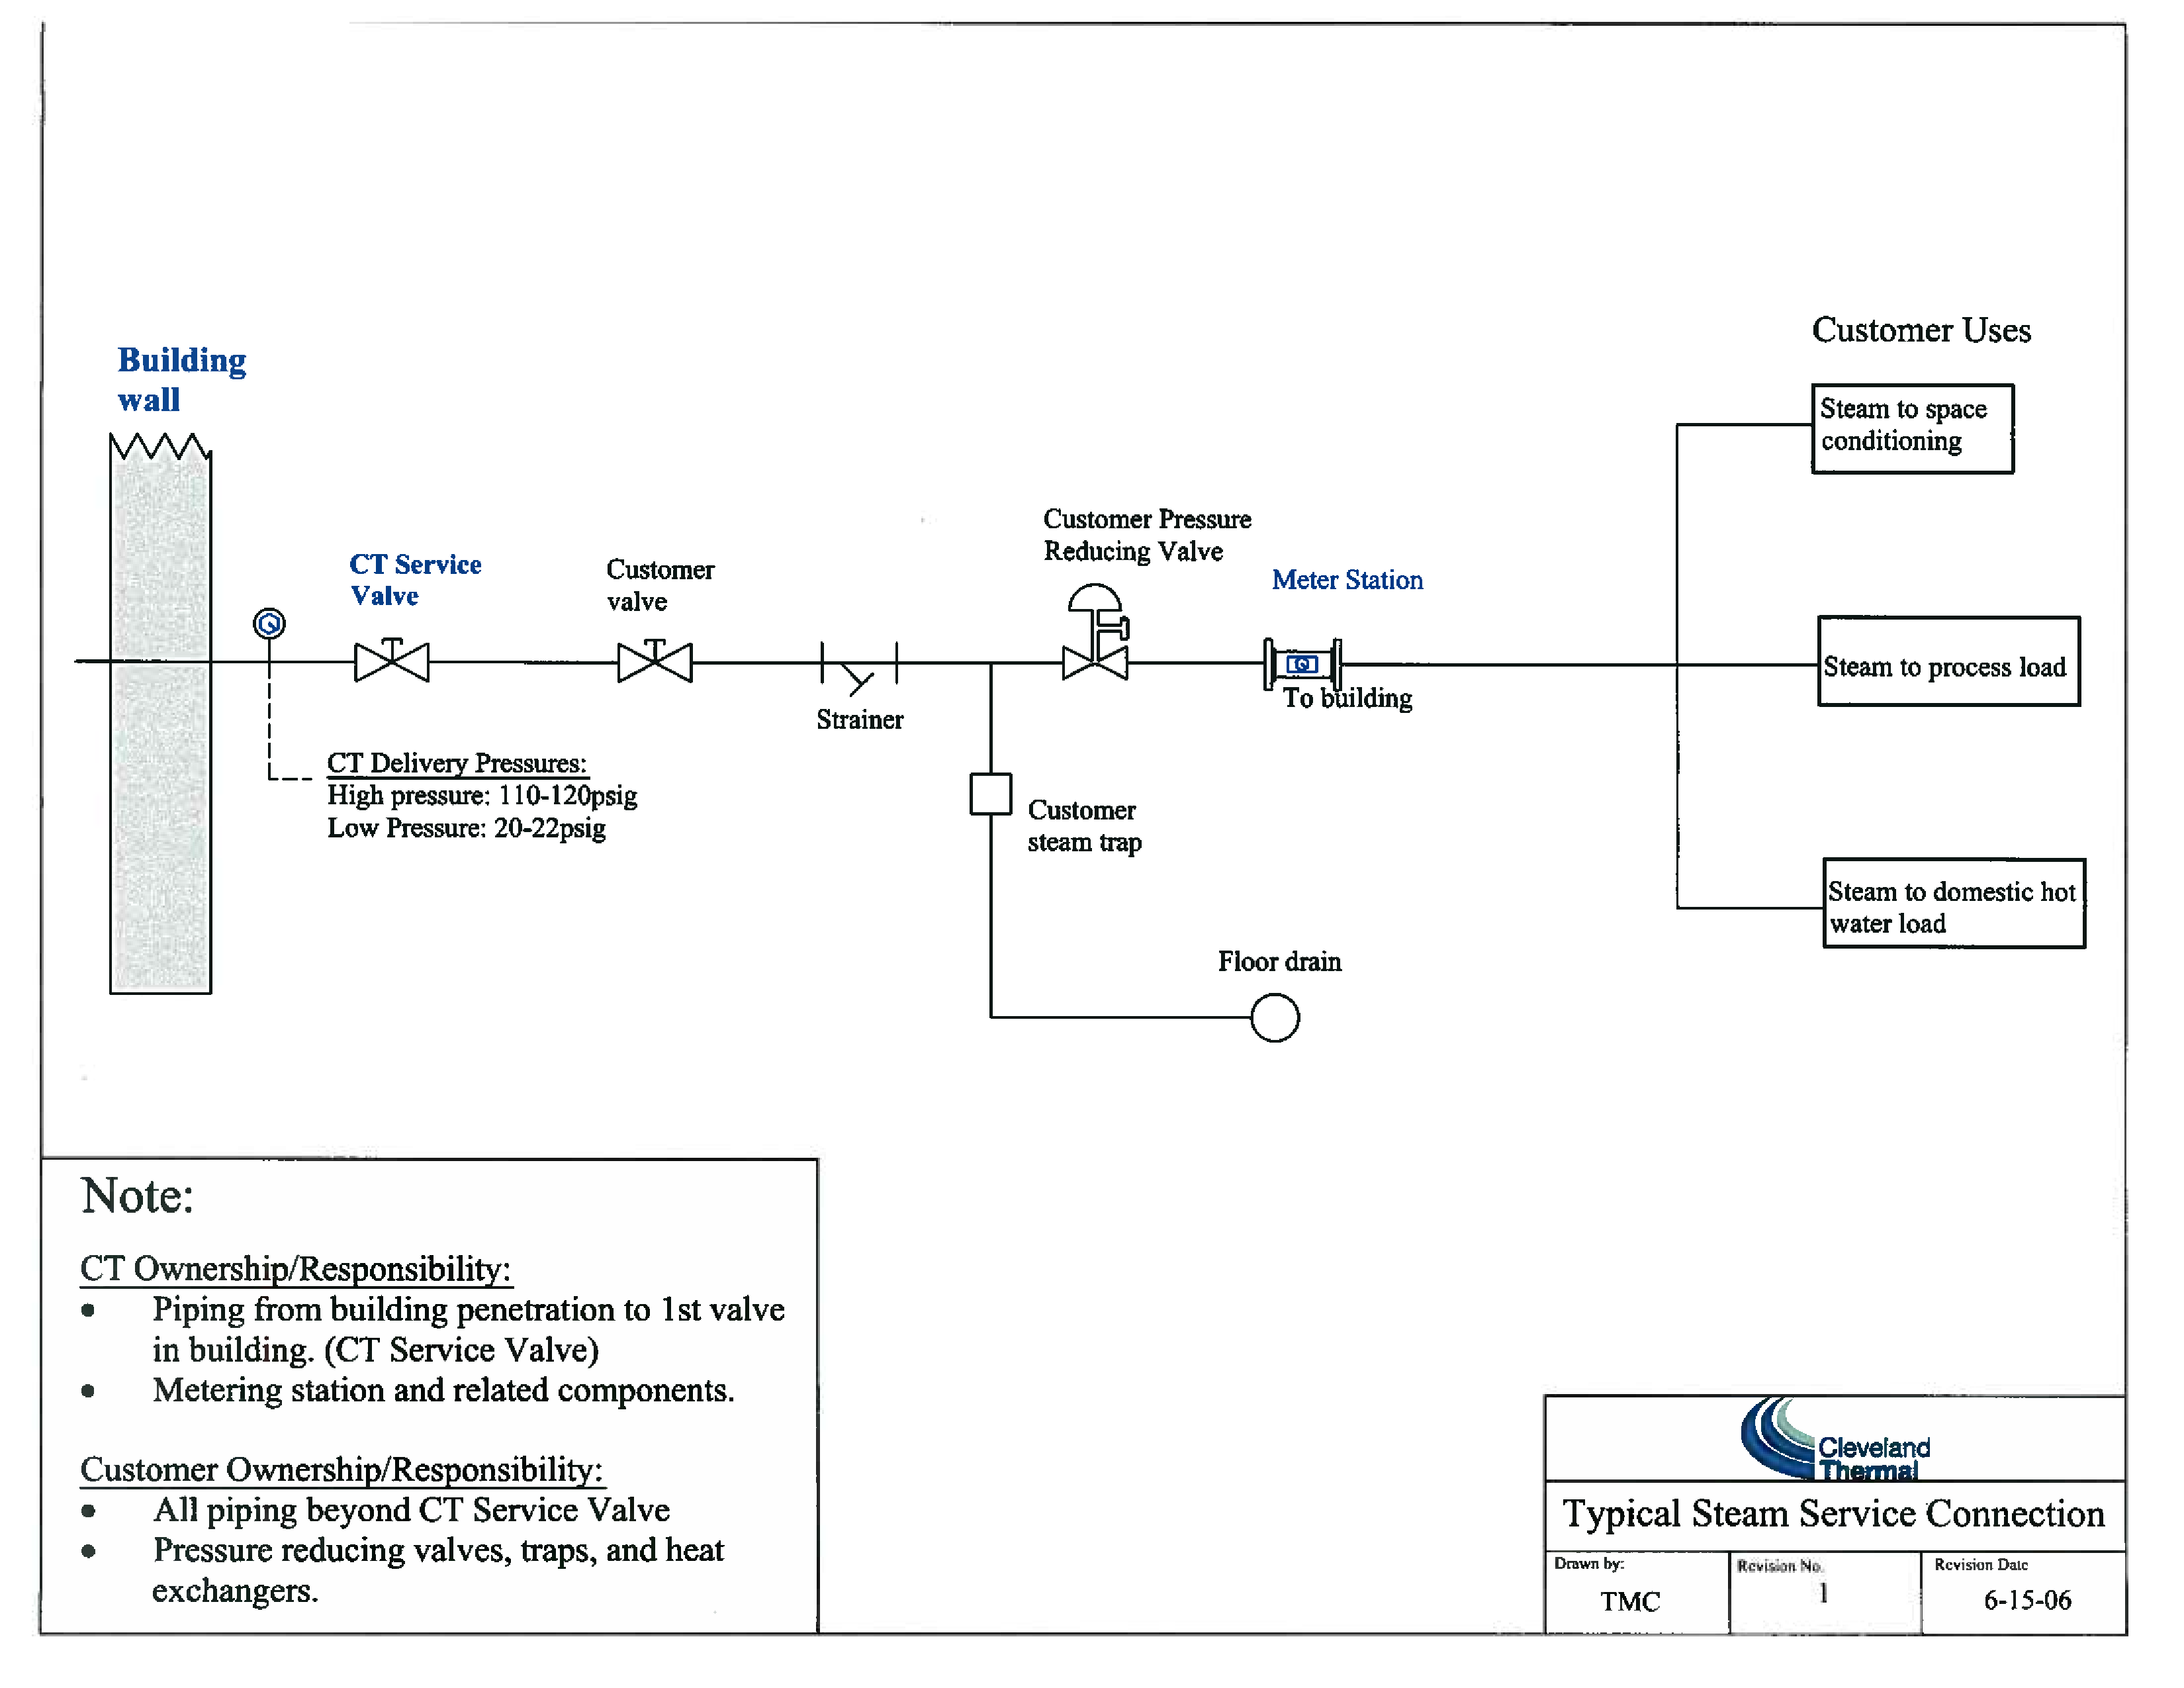 Customer Uses
Building
wall
Steam to space
conditioning
Customer Pressure
Reducing Valve
CT Service
Valve
Customer
valve
Meter Station
Steam to process load
To building
Strainer
CT Delivery Pressures:
High pressure: 110-120psig
Low Pressure: 20-22psig
Customer
steam trap
Steam to domestic hot
water load
Floor drain
Note:
CT Ownership/Responsibility:
• Piping from building penetration to 1st valve
in building. (CT Service Valve)
• Metering station and related components.
Customer Ownership/Responsibility:
• All piping beyond CT Service Valve
• Pressure reducing valves, traps, and heat
exchangers.
Cleveland
Thermal
Typical Steam Service Connection
Drawn by:
TMC
Revision No.
1
Revision Date
6-15-06